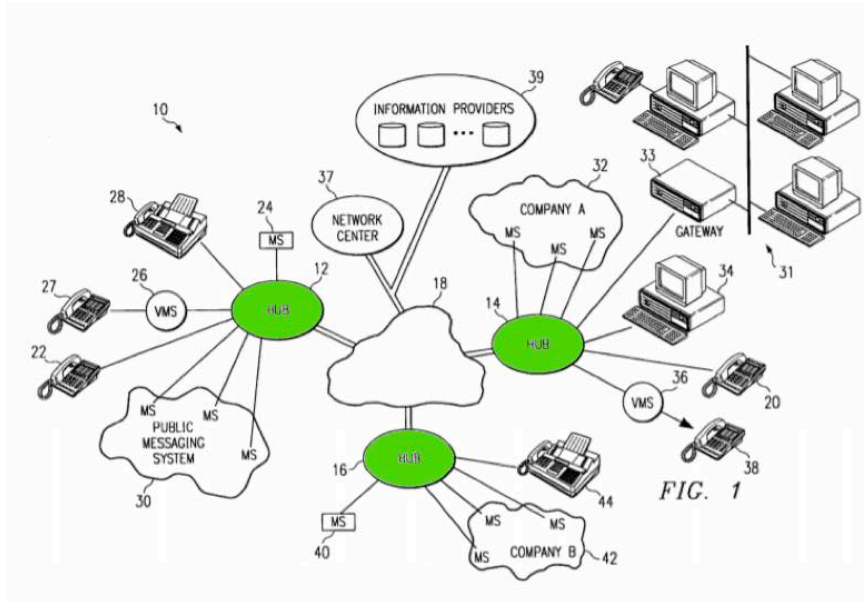 39
INFORMATION PROVIDERS
10
33
37
32
28
24
NETWORK
CENTER
COMPANY A
MS
MS
MS
MS
GATEWAY
31
12
18
34
26
14
27
VMS
HUB
HUB
22
36
VMS
20
MS
MS
MS
PUBLIC
MESSAGING
SYSTEM
16
HUB
38
30
44
FIG. 1
MS
40
MS
MS
MS
COMPANY B
42